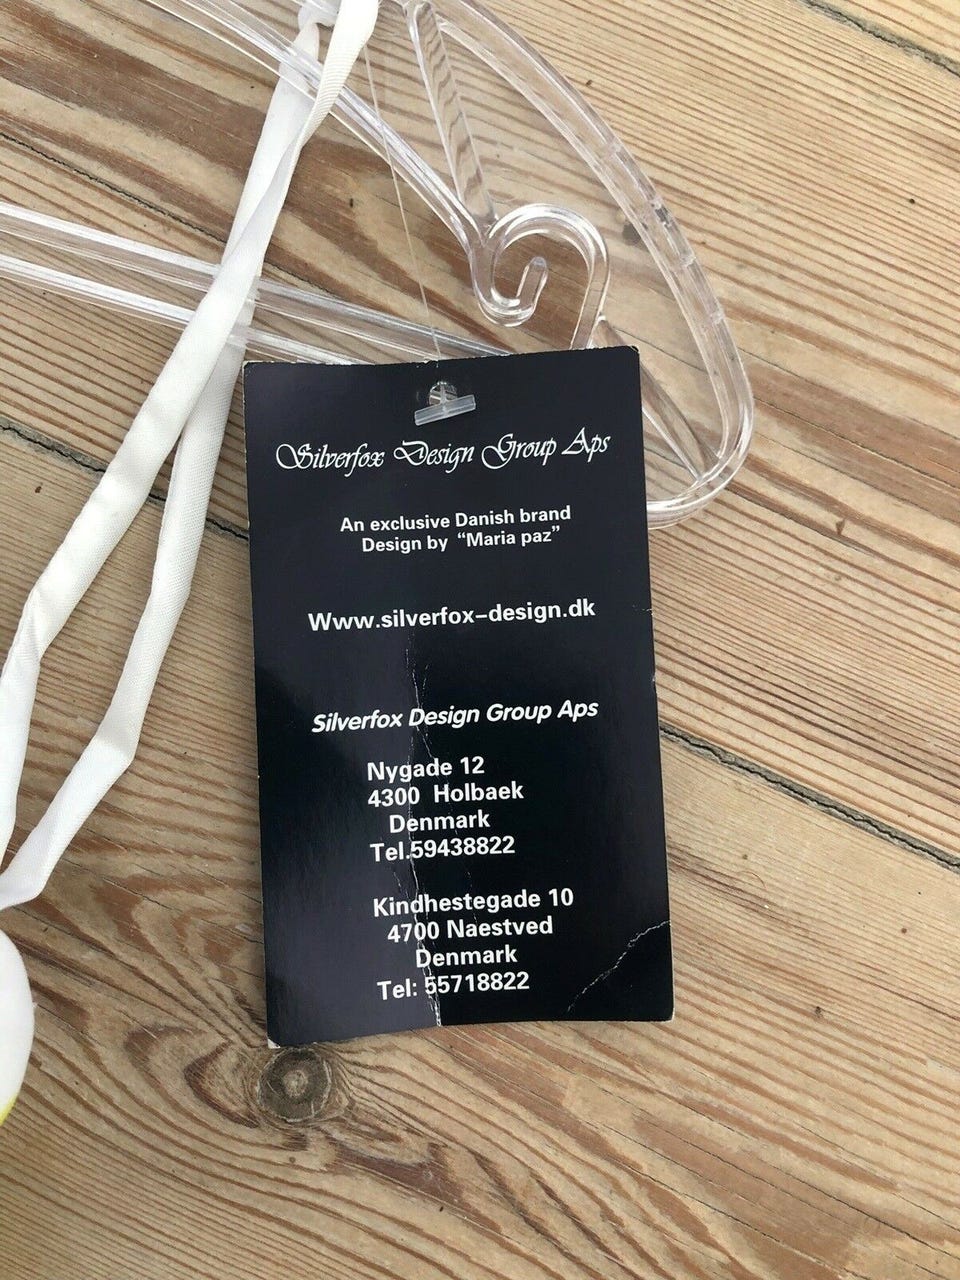 Silverfox Design Group Aps
An exclusive Danish brand
Design by "Maria paz"
Www.silverfox-design.dk
Silverfox Design Group Aps
Nygade 12
4300 Holbaek
Denmark
Tel.59438822
Kindhestegade 10
4700 Naestved
Denmark
Tel: 55718822